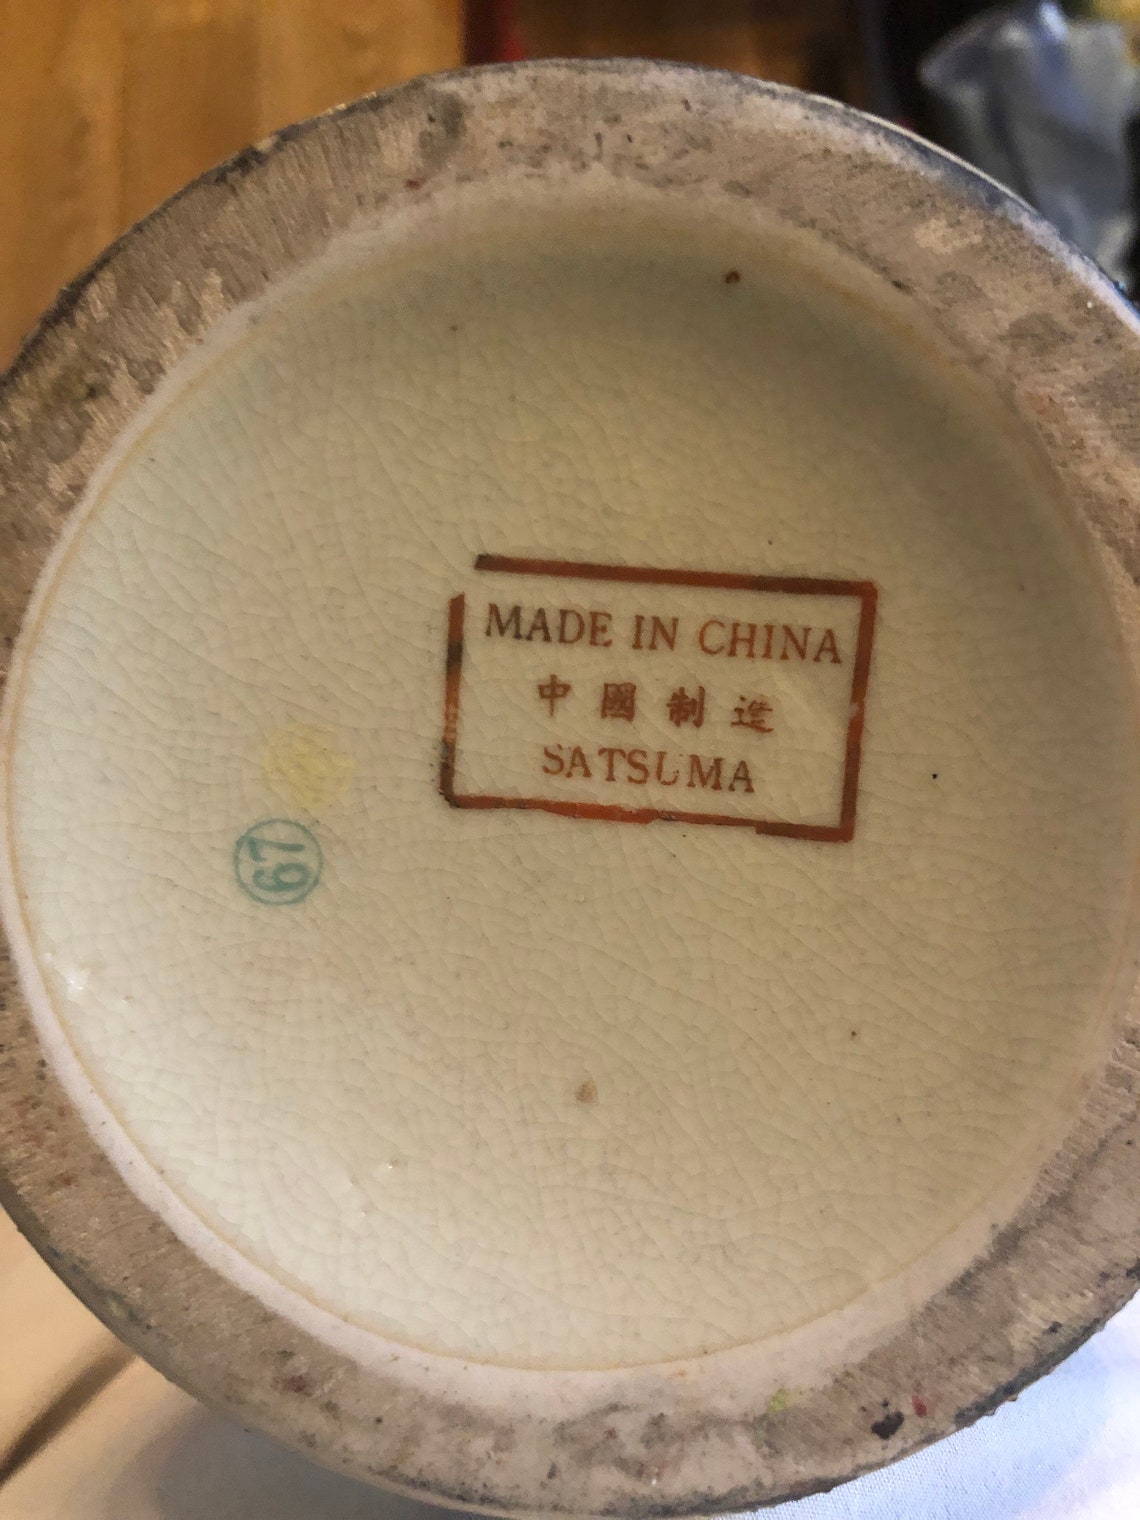 MADE IN CHINA
中國制造
SATSUMA
67